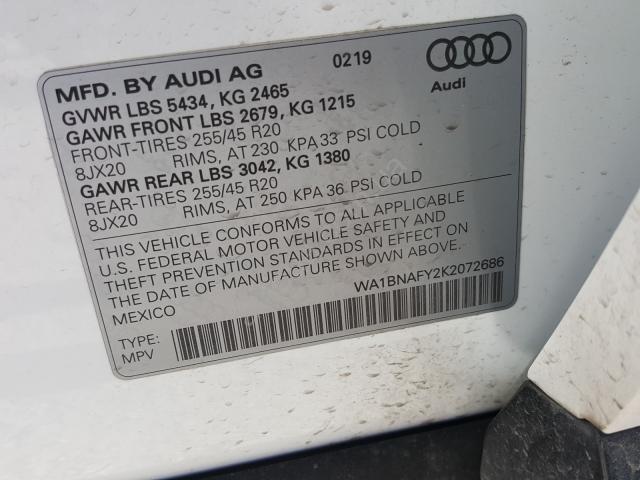 MFD. BY AUDI AG 0219
GVWR LBS 5434, KG 2465
GAWR FRONT LBS 2679, KG 1215
FRONT-TIRES 255/45 R20
8JX20 RIMS, AT 230 KPA 33 PSI COLD
GAWR REAR LBS 3042, KG 1380
REAR-TIRES 255/45 R20
8JX20 RIMS, AT 250 KPA 36 PSI COLD
THIS VEHICLE CONFORMS TO ALL APPLICABLE
U.S. FEDERAL MOTOR VEHICLE SAFETY AND
THEFT PREVENTION STANDARDS IN EFFECT ON
THE DATE OF MANUFACTURE SHOWN ABOVE.
MEXICO
WA1BNAFY2K2072686
TYPE:
MPV
Audi